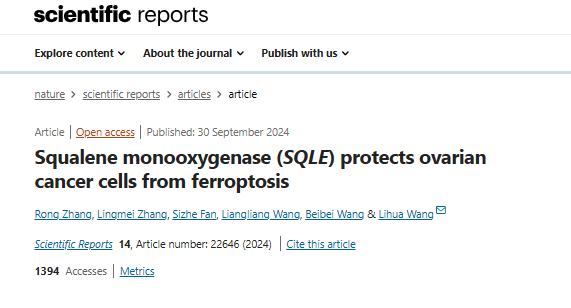 scientific reports
Explore content About the journal Publish with us
nature > scientific reports > articles > article
Article | Open access | Published: 30 September 2024
Squalene monooxygenase (SQLE) protects ovarian
cancer cells from ferroptosis
Rong Zhang, Lingmei Zhang, Sizhe Fan, Liangliang Wang, Beibei Wang & Lihua Wang
Scientific Reports 14, Article number: 22646 (2024) | Cite this article
1394 Accesses | Metrics